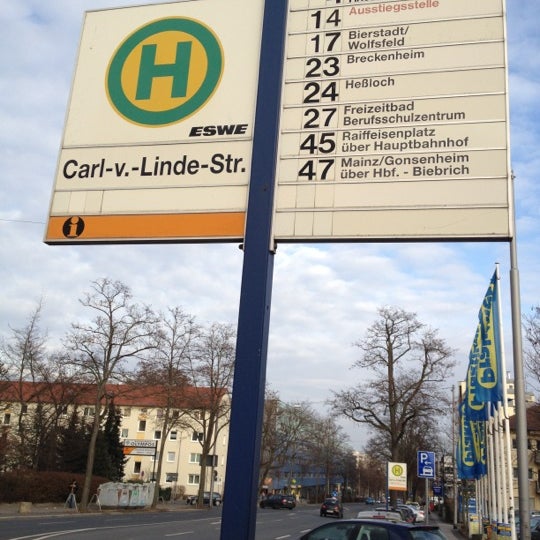 H
ESWE
Carl-v.-Linde-Str.
i
Ausstiegsstelle
14
17 Bierstadt/
Wolfsfeld
23 Breckenheim
24 Heßloch
27 Freizeitbad
Berufsschulzentrum
45 Raiffeisenplatz
über Hauptbahnhof
47 Mainz/Gonsenheim
über Hbf. - Biebrich
OLYMPOS
H
P